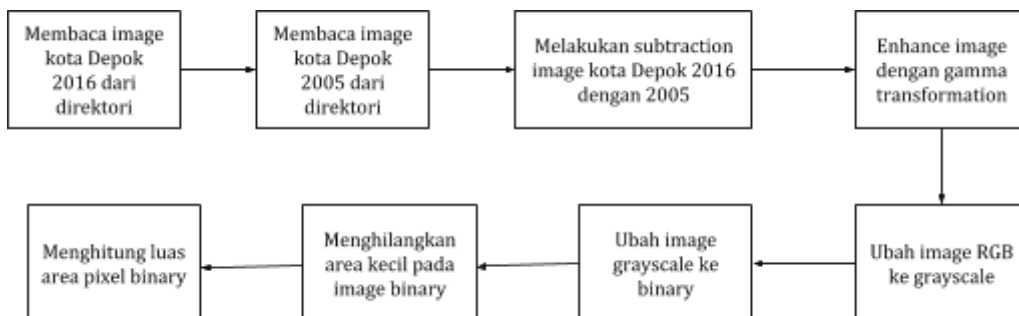 Membaca image
kota Depok
2016 dari
direktori
Membaca image
kota Depok
2005 dari
direktori
Melakukan subtraction
image kota Depok 2016
dengan 2005
Enhance image
dengan gamma
transformation
Ubah image RGB
ke grayscale
Ubah image
grayscale ke
binary
Menghilangkan
area kecil pada
image binary
Menghitung luas
area pixel binary